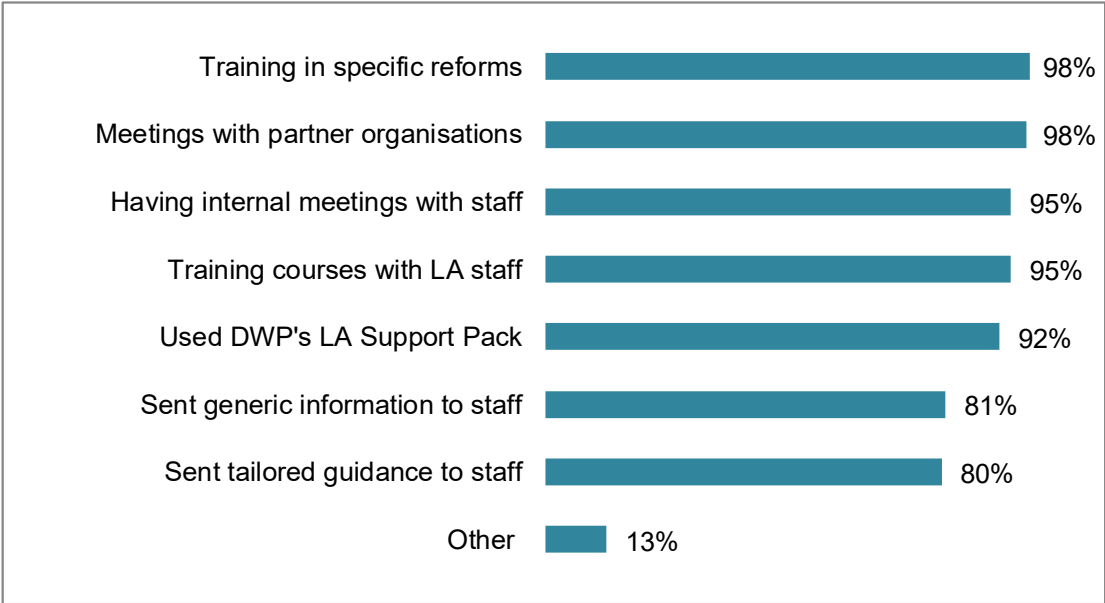 Training in specific reforms 98%
Meetings with partner organisations 98%
Having internal meetings with staff 95%
Training courses with LA staff 95%
Used DWP's LA Support Pack 92%
Sent generic information to staff 81%
Sent tailored guidance to staff 80%
Other 13%